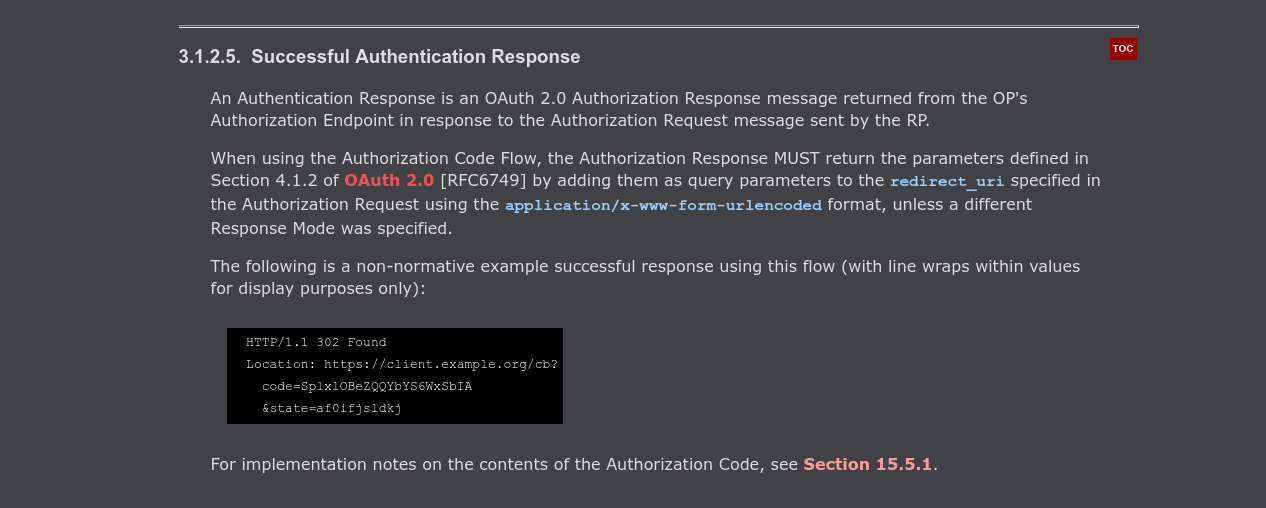 3.1.2.5.  Successful Authentication Response
TOC
An Authentication Response is an OAuth 2.0 Authorization Response message returned from the OP's
Authorization Endpoint in response to the Authorization Request message sent by the RP.
When using the Authorization Code Flow, the Authorization Response MUST return the parameters defined in
Section 4.1.2 of OAuth 2.0 [RFC6749] by adding them as query parameters to the redirect_uri specified in
the Authorization Request using the application/x-www-form-urlencoded format, unless a different
Response Mode was specified.
The following is a non-normative example successful response using this flow (with line wraps within values
for display purposes only):
HTTP/1.1 302 Found
Location: https://client.example.org/cb?
code=SplxlOBeZQQYbYS6WxSbIA
&state=af0ifjsldkj
For implementation notes on the contents of the Authorization Code, see Section 15.5.1.